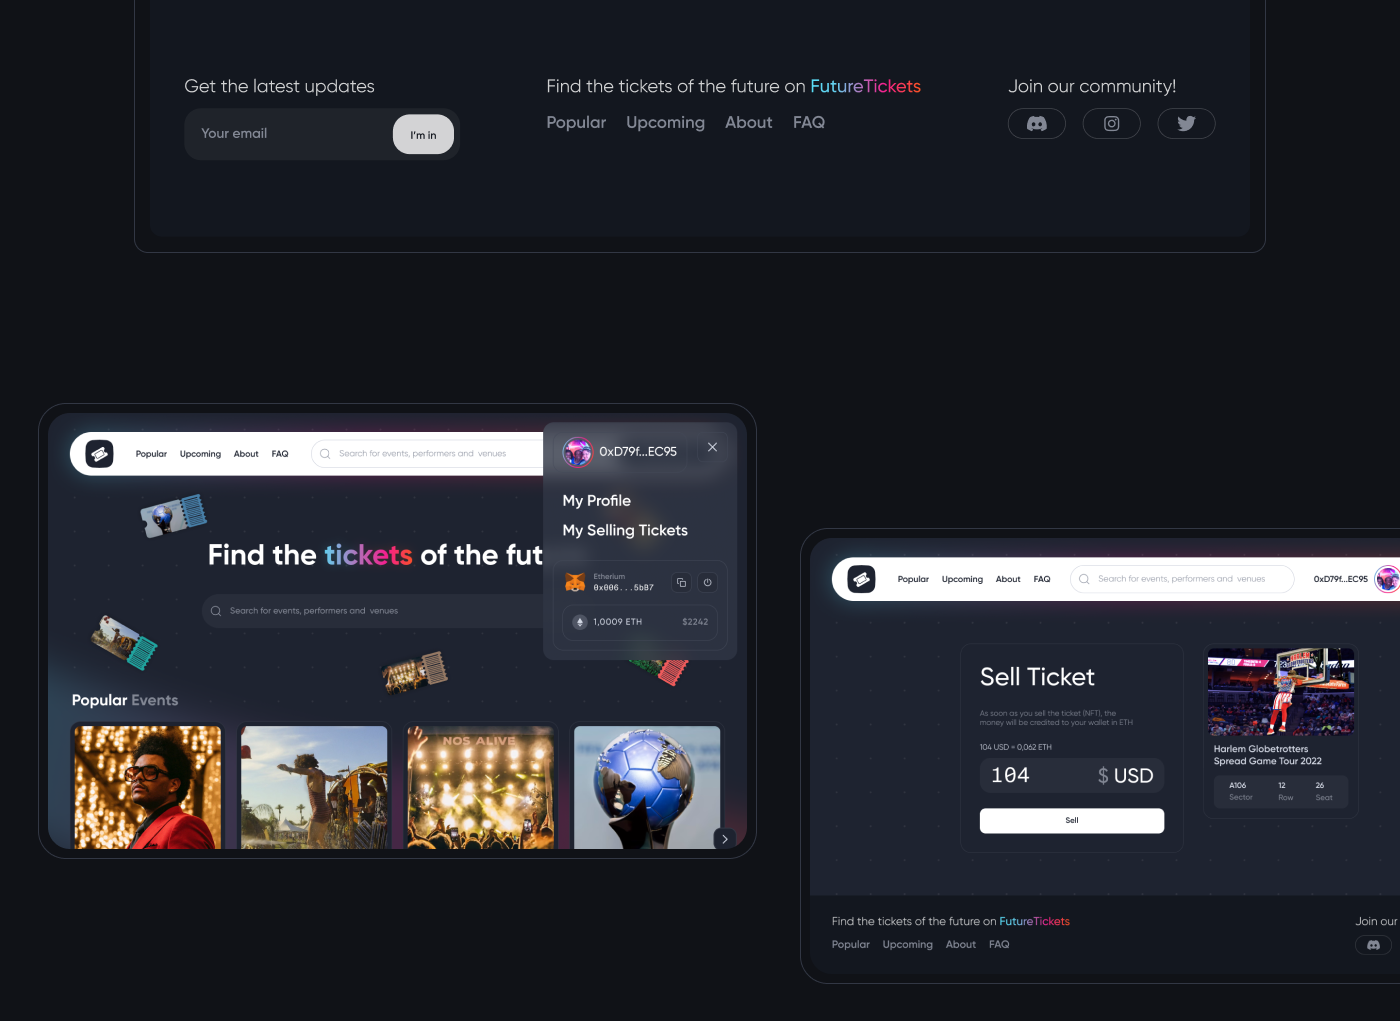 Get the latest updates
Your email
I'm in
Find the tickets of the future on FutureTickets
Popular Upcoming About FAQ
Join our community!
Popular Upcoming About FAQ
Search for events, performers and venues
0xD79f...EC95
My Profile
My Selling Tickets
Etherium
0x006...5bB7
1,0009 ETH $2242
Find the tickets of the fut
Search for events, performers and venues
Popular Events
NOS ALIVE
Popular Upcoming About FAQ
Search for events, performers and venues
0xD79f...EC95
Sell Ticket
As soon as you sell the ticket (NFT), the
money will be credited to your wallet in ETH
104 USD = 0,062 ETH
104 $ USD
Sell
Harlem Globetrotters
Spread Game Tour 2022
A106 12 26
Sector Row Seat
Find the tickets of the future on FutureTickets
Popular Upcoming About FAQ
Join our